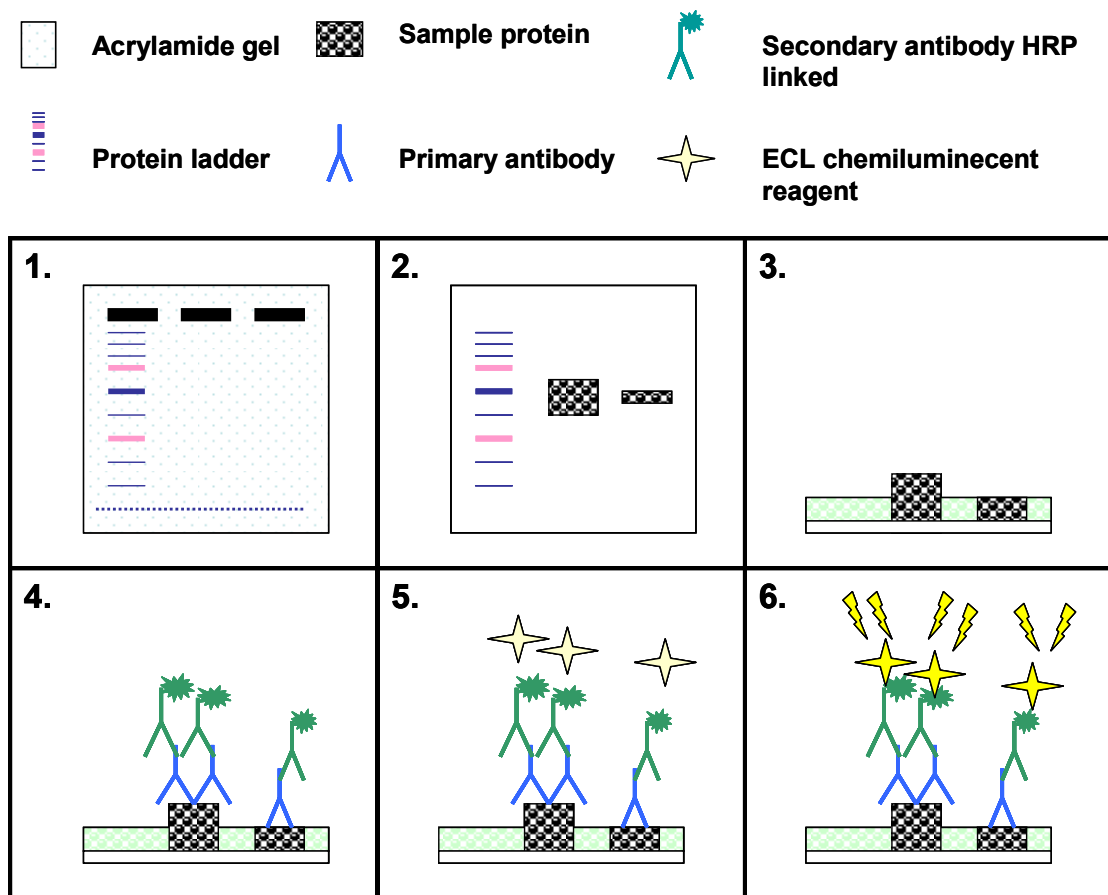 Acrylamide gel
Sample protein
Secondary antibody HRP
linked
Protein ladder
Primary antibody
ECL chemiluminecent
reagent
1.
2.
3.
4.
5.
6.